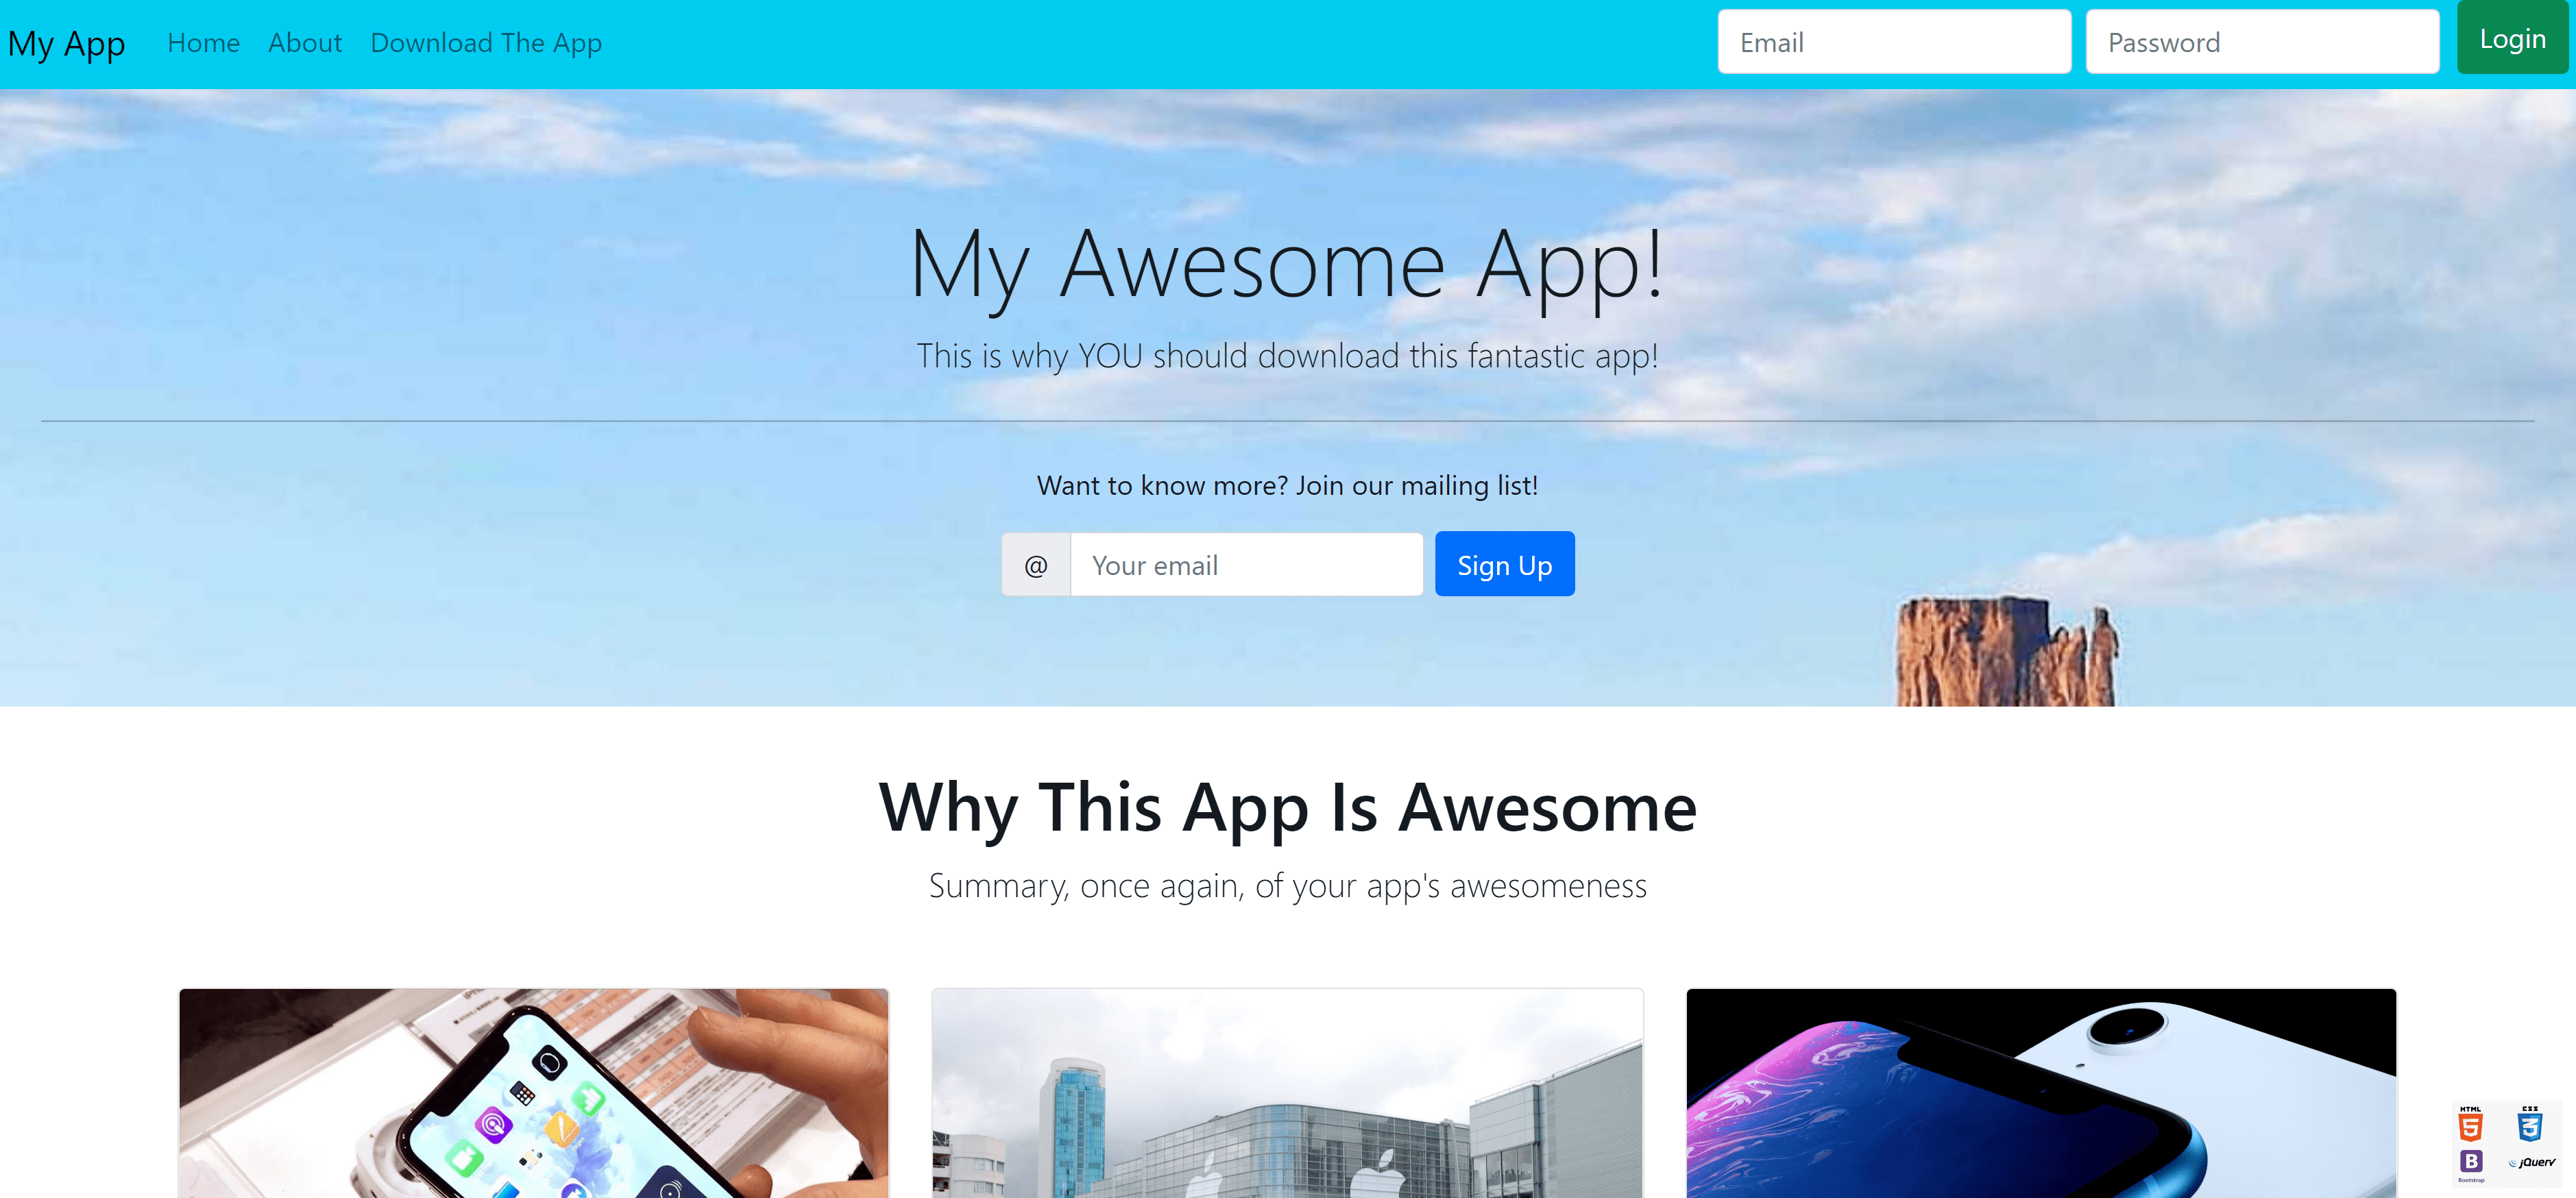 My App Home About Download The App Email Password Login
My Awesome App!
This is why YOU should download this fantastic app!
Want to know more? Join our mailing list!
@ Your email Sign Up
Why This App Is Awesome
Summary, once again, of your app's awesomeness
HTML CSS
5 3
B jQuery
Bootstrap